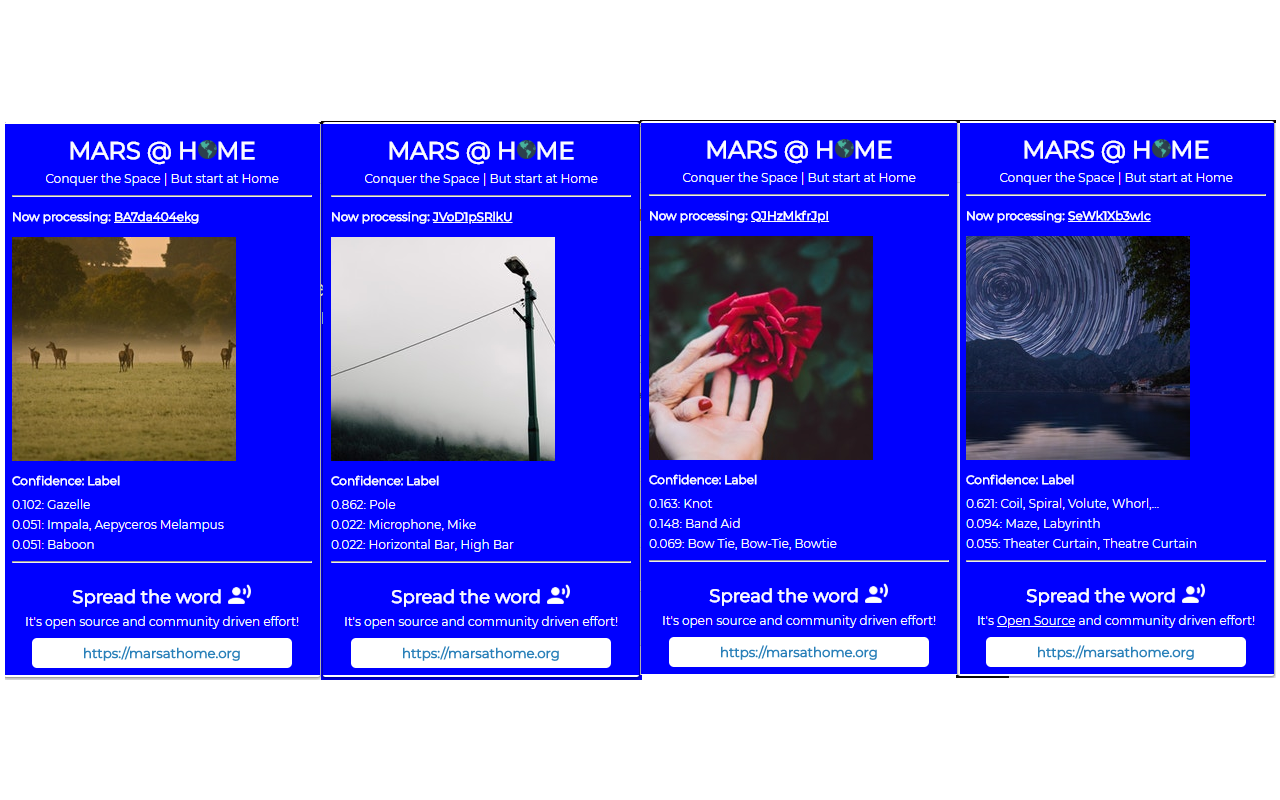 MARS @ H🌎ME
Conquer the Space | But start at Home
Now processing: BA7da404ekg
Confidence: Label
0.102: Gazelle
0.051: Impala, Aepyceros Melampus
0.051: Baboon
Spread the word
It's open source and community driven effort!
https://marsathome.org
MARS @ H🌎ME
Conquer the Space | But start at Home
Now processing: JVoD1pSRlkU
Confidence: Label
0.862: Pole
0.022: Microphone, Mike
0.022: Horizontal Bar, High Bar
Spread the word
It's open source and community driven effort!
https://marsathome.org
MARS @ H🌎ME
Conquer the Space | But start at Home
Now processing: QJHzMkfrJpI
Confidence: Label
0.163: Knot
0.148: Band Aid
0.069: Bow Tie, Bow-Tie, Bowtie
Spread the word
It's open source and community driven effort!
https://marsathome.org
MARS @ H🌎ME
Conquer the Space | But start at Home
Now processing: SeWk1Xb3wIc
Confidence: Label
0.621: Coil, Spiral, Volute, Whorl,...
0.094: Maze, Labyrinth
0.055: Theater Curtain, Theatre Curtain
Spread the word
It's Open Source and community driven effort!
https://marsathome.org